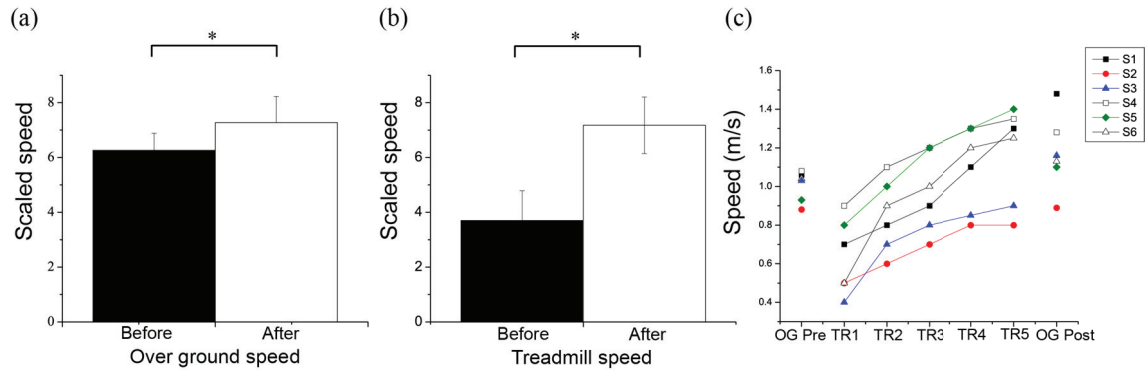 (a)
*
Scaled speed
8
6
4
2
0
Before After
Over ground speed
(b)
*
Scaled speed
8
6
4
2
0
Before After
Treadmill speed
(c)
Speed (m/s)
1.6
1.4
1.2
1.0
0.8
0.6
0.4
OG Pre TR1 TR2 TR3 TR4 TR5 OG Post
S1
S2
S3
S4
S5
S6